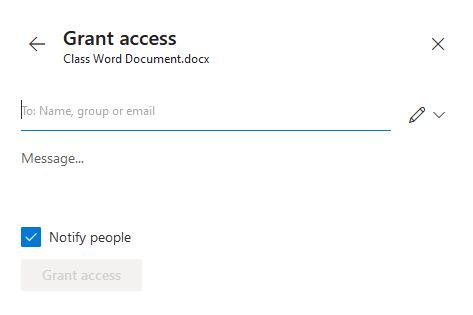 Grant access
Class Word Document.docx
To: Name, group or email
Message...
Notify people
Grant access